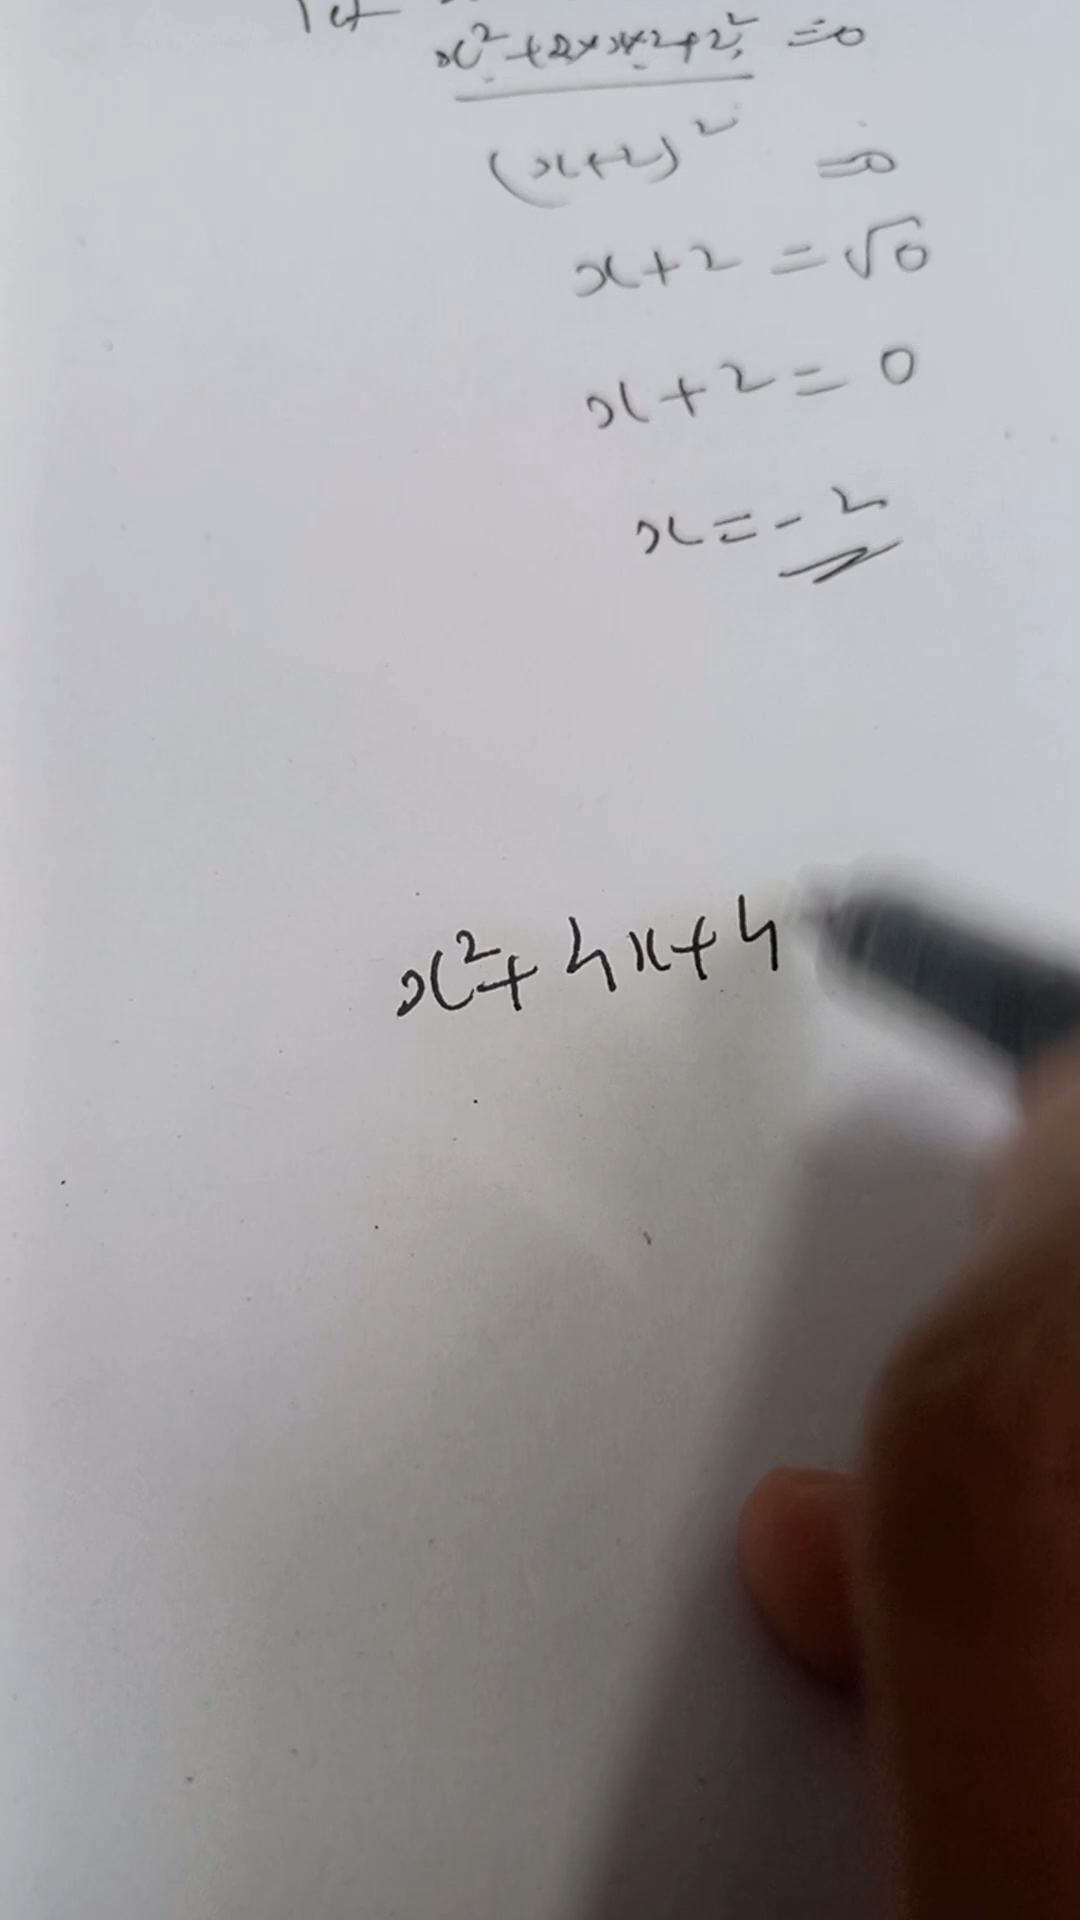 x² + 2×x×2+2² =0
(x+2)² =0
x+2 = √0
x+2 = 0
x = -2
x²+ 4x+4